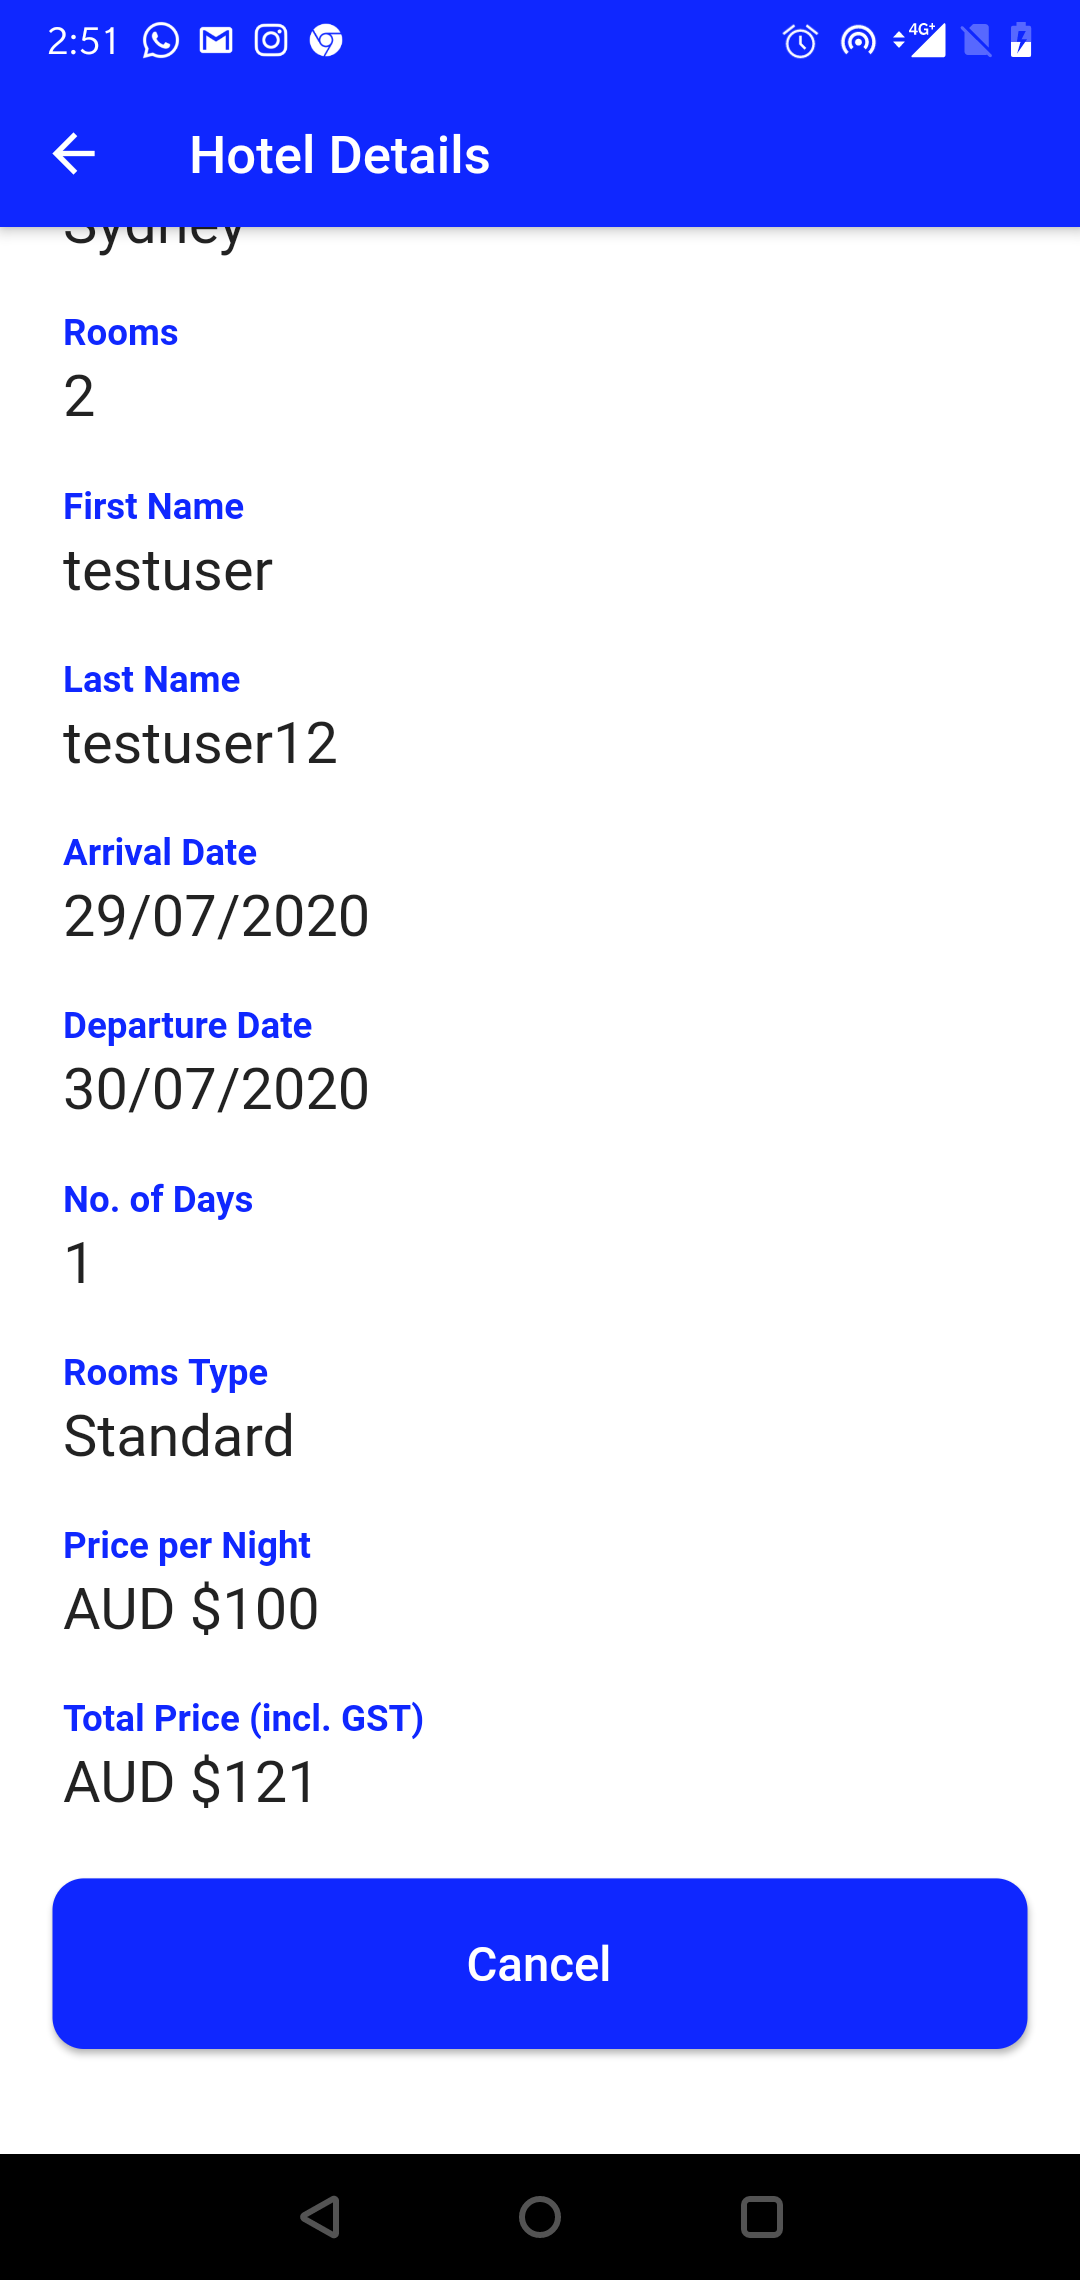 2:51
4G+
Hotel Details
Sydney
Rooms
2
First Name
testuser
Last Name
testuser12
Arrival Date
29/07/2020
Departure Date
30/07/2020
No. of Days
1
Rooms Type
Standard
Price per Night
AUD $100
Total Price (incl. GST)
AUD $121
Cancel